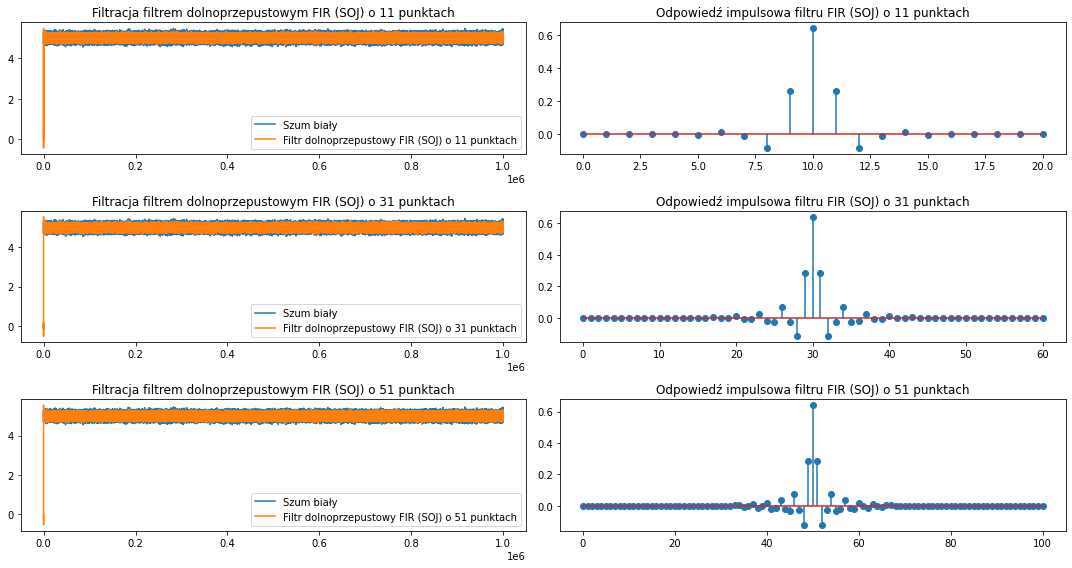 Filtracja filtrem dolnoprzepustowym FIR (SOJ) o 11 punktach
4
2
0
Szum biały
Filtr dolnoprzepustowy FIR (SOJ) o 11 punktach
0.0 0.2 0.4 0.6 0.8 1.0
1e6
Odpowiedź impulsowa filtru FIR (SOJ) o 11 punktach
0.6
0.4
0.2
0.0
0.0 2.5 5.0 7.5 10.0 12.5 15.0 17.5 20.0
Filtracja filtrem dolnoprzepustowym FIR (SOJ) o 31 punktach
4
2
0
Szum biały
Filtr dolnoprzepustowy FIR (SOJ) o 31 punktach
0.0 0.2 0.4 0.6 0.8 1.0
1e6
Odpowiedź impulsowa filtru FIR (SOJ) o 31 punktach
0.6
0.4
0.2
0.0
0 10 20 30 40 50 60
Filtracja filtrem dolnoprzepustowym FIR (SOJ) o 51 punktach
4
2
0
Szum biały
Filtr dolnoprzepustowy FIR (SOJ) o 51 punktach
0.0 0.2 0.4 0.6 0.8 1.0
1e6
Odpowiedź impulsowa filtru FIR (SOJ) o 51 punktach
0.6
0.4
0.2
0.0
0 20 40 60 80 100